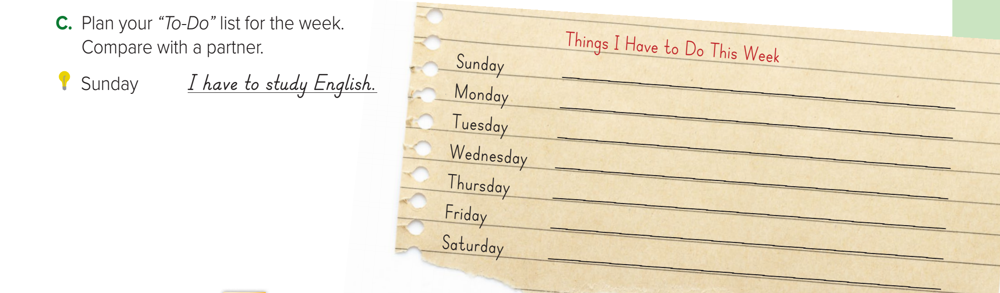 C. Plan your “To-Do” list for the week.
Compare with a partner.
Sunday I have to study English.
Things I Have to Do This Week
Sunday
Monday
Tuesday
Wednesday
Thursday
Friday
Saturday